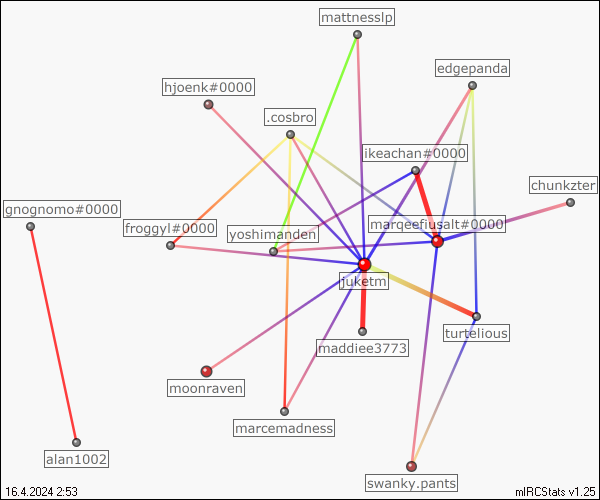 mattnesslp
edgepanda
hjoenk#0000
.cosbro
ikeachan#0000
chunkzter
gnognomo#0000
marqeefiusalt#0000
froggyl#0000
yoshimanden
juketm
turtelious
maddiee3773
moonraven
marcemadness
alan1002
swanky.pants
16.4.2024 2:53
mIRCStats v1.25